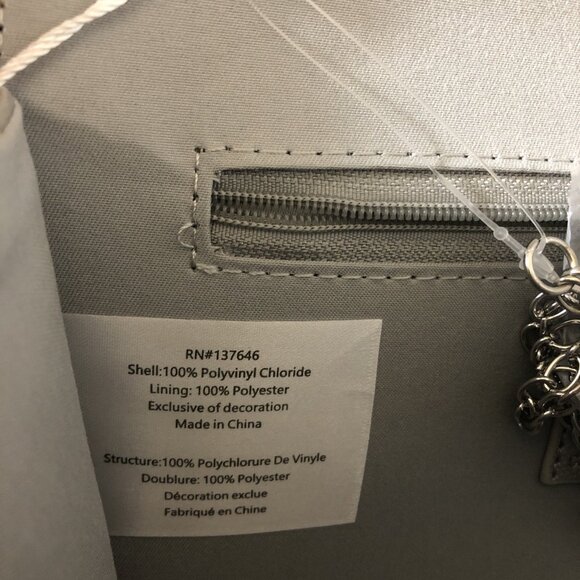 RN#137646
Shell:100% Polyvinyl Chloride
Lining: 100% Polyester
Exclusive of decoration
Made in China
Structure:100% Polychlorure De Vinyle
Doublure: 100% Polyester
Décoration exclue
Fabriqué en Chine